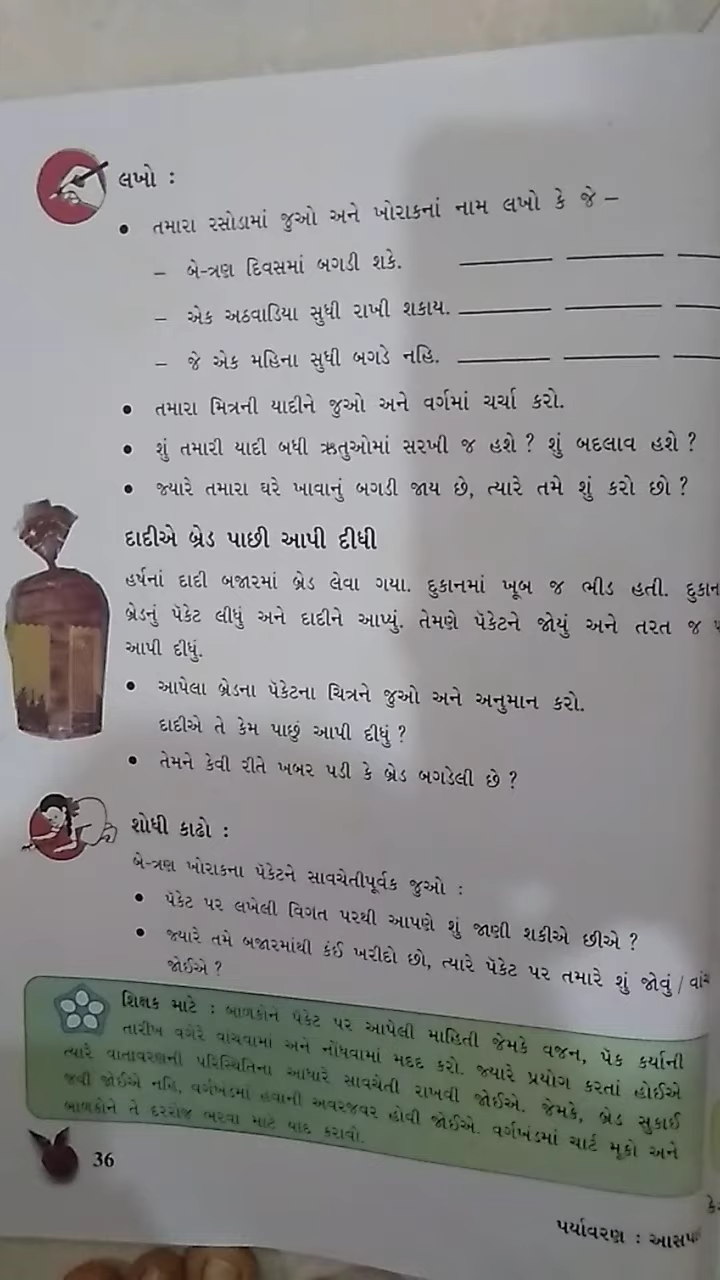 લખો :
• તમારા રસોડામાં જુઓ અને ખોરાકનાં નામ લખો કે જે –
– બે-ત્રણ દિવસમાં બગડી શકે.
– એક અઠવાડિયા સુધી રાખી શકાય.
– જે એક મહિના સુધી બગડે નહિ.
• તમારા મિત્રની યાદીને જુઓ અને વર્ગમાં ચર્ચા કરો.
• શું તમારી યાદી બધી ઋતુઓમાં સરખી જ હશે ? શું બદલાવ હશે ?
• જ્યારે તમારા ઘરે ખાવાનું બગડી જાય છે, ત્યારે તમે શું કરો છો ?
દાદીએ બ્રેડ પાછી આપી દીધી
હર્ષનાં દાદી બજારમાં બ્રેડ લેવા ગયા. દુકાનમાં ખૂબ જ ભીડ હતી. દુકાન
બ્રેડનું પૅકેટ લીધું અને દાદીને આપ્યું. તેમણે પૅકેટને જોયું અને તરત જ
આપી દીધું.
• આપેલા બ્રેડના પૅકેટના ચિત્રને જુઓ અને અનુમાન કરો.
દાદીએ તે કેમ પાછું આપી દીધું ?
• તેમને કેવી રીતે ખબર પડી કે બ્રેડ બગડેલી છે ?
શોધી કાઢો :
બે-ત્રણ ખોરાકના પૅકેટને સાવચેતીપૂર્વક જુઓ :
• પૅકેટ પર લખેલી વિગત પરથી આપણે શું જાણી શકીએ છીએ ?
• જ્યારે તમે બજારમાંથી કંઈ ખરીદો છો, ત્યારે પૅકેટ પર તમારે શું જોવું / વાંચ
જોઈએ ?
શિક્ષક માટે : બાળકોને પૅકેટ પર આપેલી માહિતી જેમકે વજન, પૅક કર્યાની
તારીખ વગેરે વાંચવામાં અને નોંધવામાં મદદ કરો. જ્યારે પ્રયોગ કરતાં હોઈએ
ત્યારે વાતાવરણની પરિસ્થિતિના આધારે સાવચેતી રાખવી જોઈએ. જેમકે, બ્રેડ સુકાઈ
જવી જોઈએ નહિ, વર્ગખંડમાં હવાની અવરજવર હોવી જોઈએ. વર્ગખંડમાં ચાર્ટ મૂકો અને
બાળકોને તે દરરોજ ભરવા માટે યાદ કરાવો.
36
પર્યાવરણ : આસપા